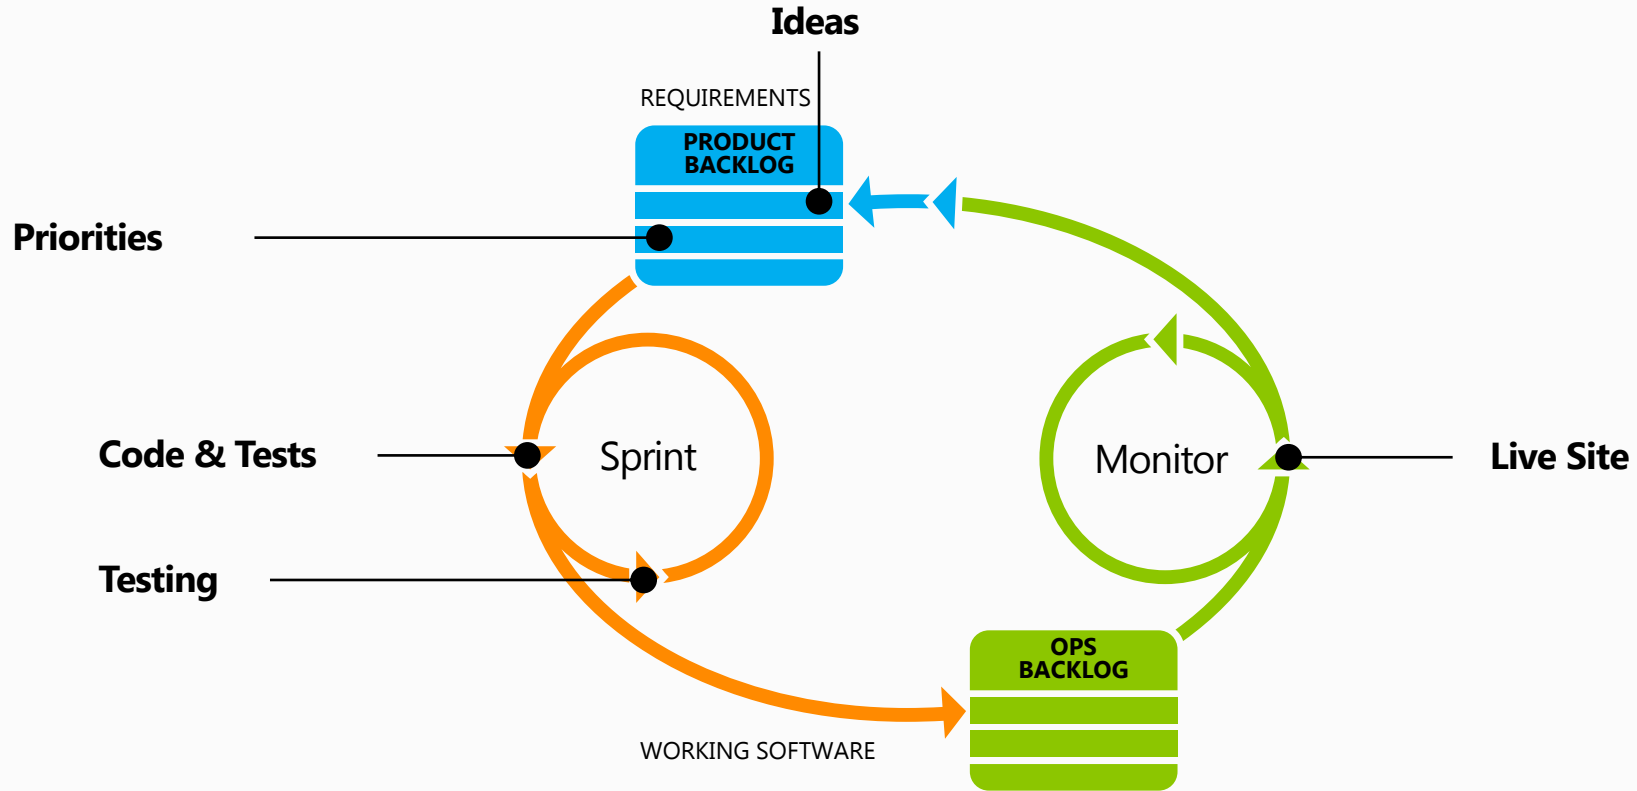 Ideas
REQUIREMENTS
PRODUCT
BACKLOG
Priorities
Code & Tests
Sprint
Monitor
Live Site
Testing
OPS
BACKLOG
WORKING SOFTWARE